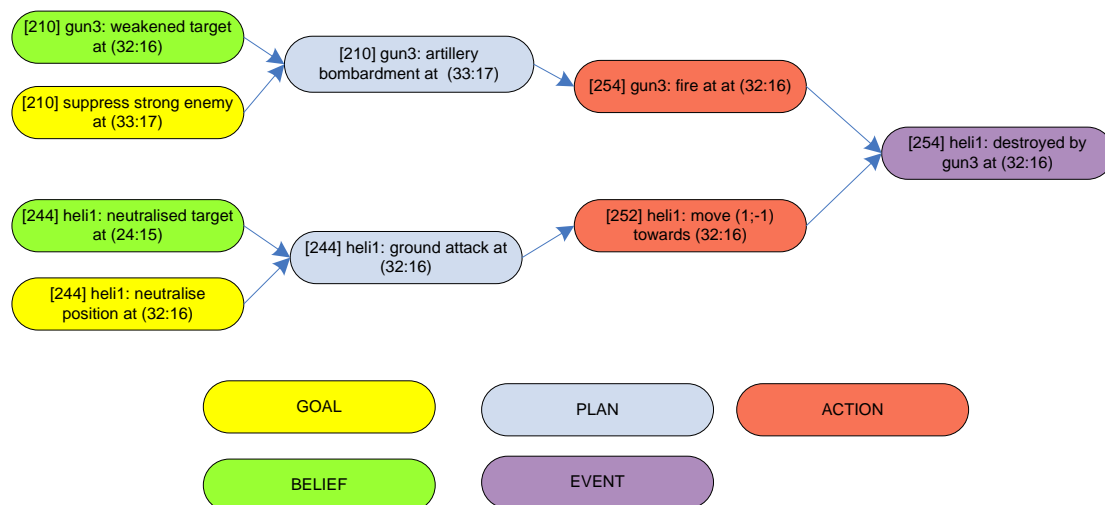 [210] gun3: weakened target
at (32:16)
[210] suppress strong enemy
at (33:17)
[210] gun3: artillery
bombardment at  (33:17)
[254] gun3: fire at at (32:16)
[254] heli1: destroyed by
gun3 at (32:16)
[244] heli1: neutralised target
at (24:15)
[244] heli1: neutralise
position at (32:16)
[244] heli1: ground attack at
(32:16)
[252] heli1: move (1;-1)
towards (32:16)
GOAL
PLAN
ACTION
BELIEF
EVENT